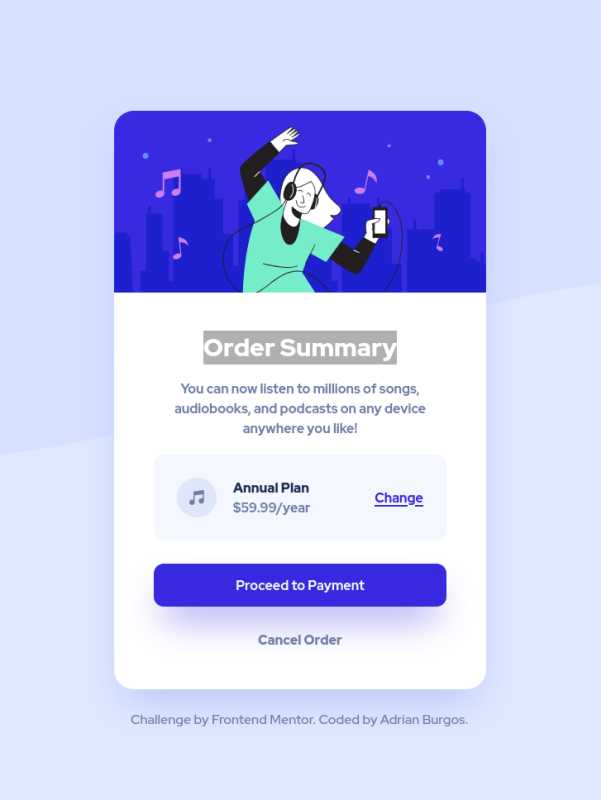 Order Summary
You can now listen to millions of songs,
audiobooks, and podcasts on any device
anywhere you like!
Annual Plan
$59.99/year
Change
Proceed to Payment
Cancel Order
Challenge by Frontend Mentor. Coded by Adrian Burgos.